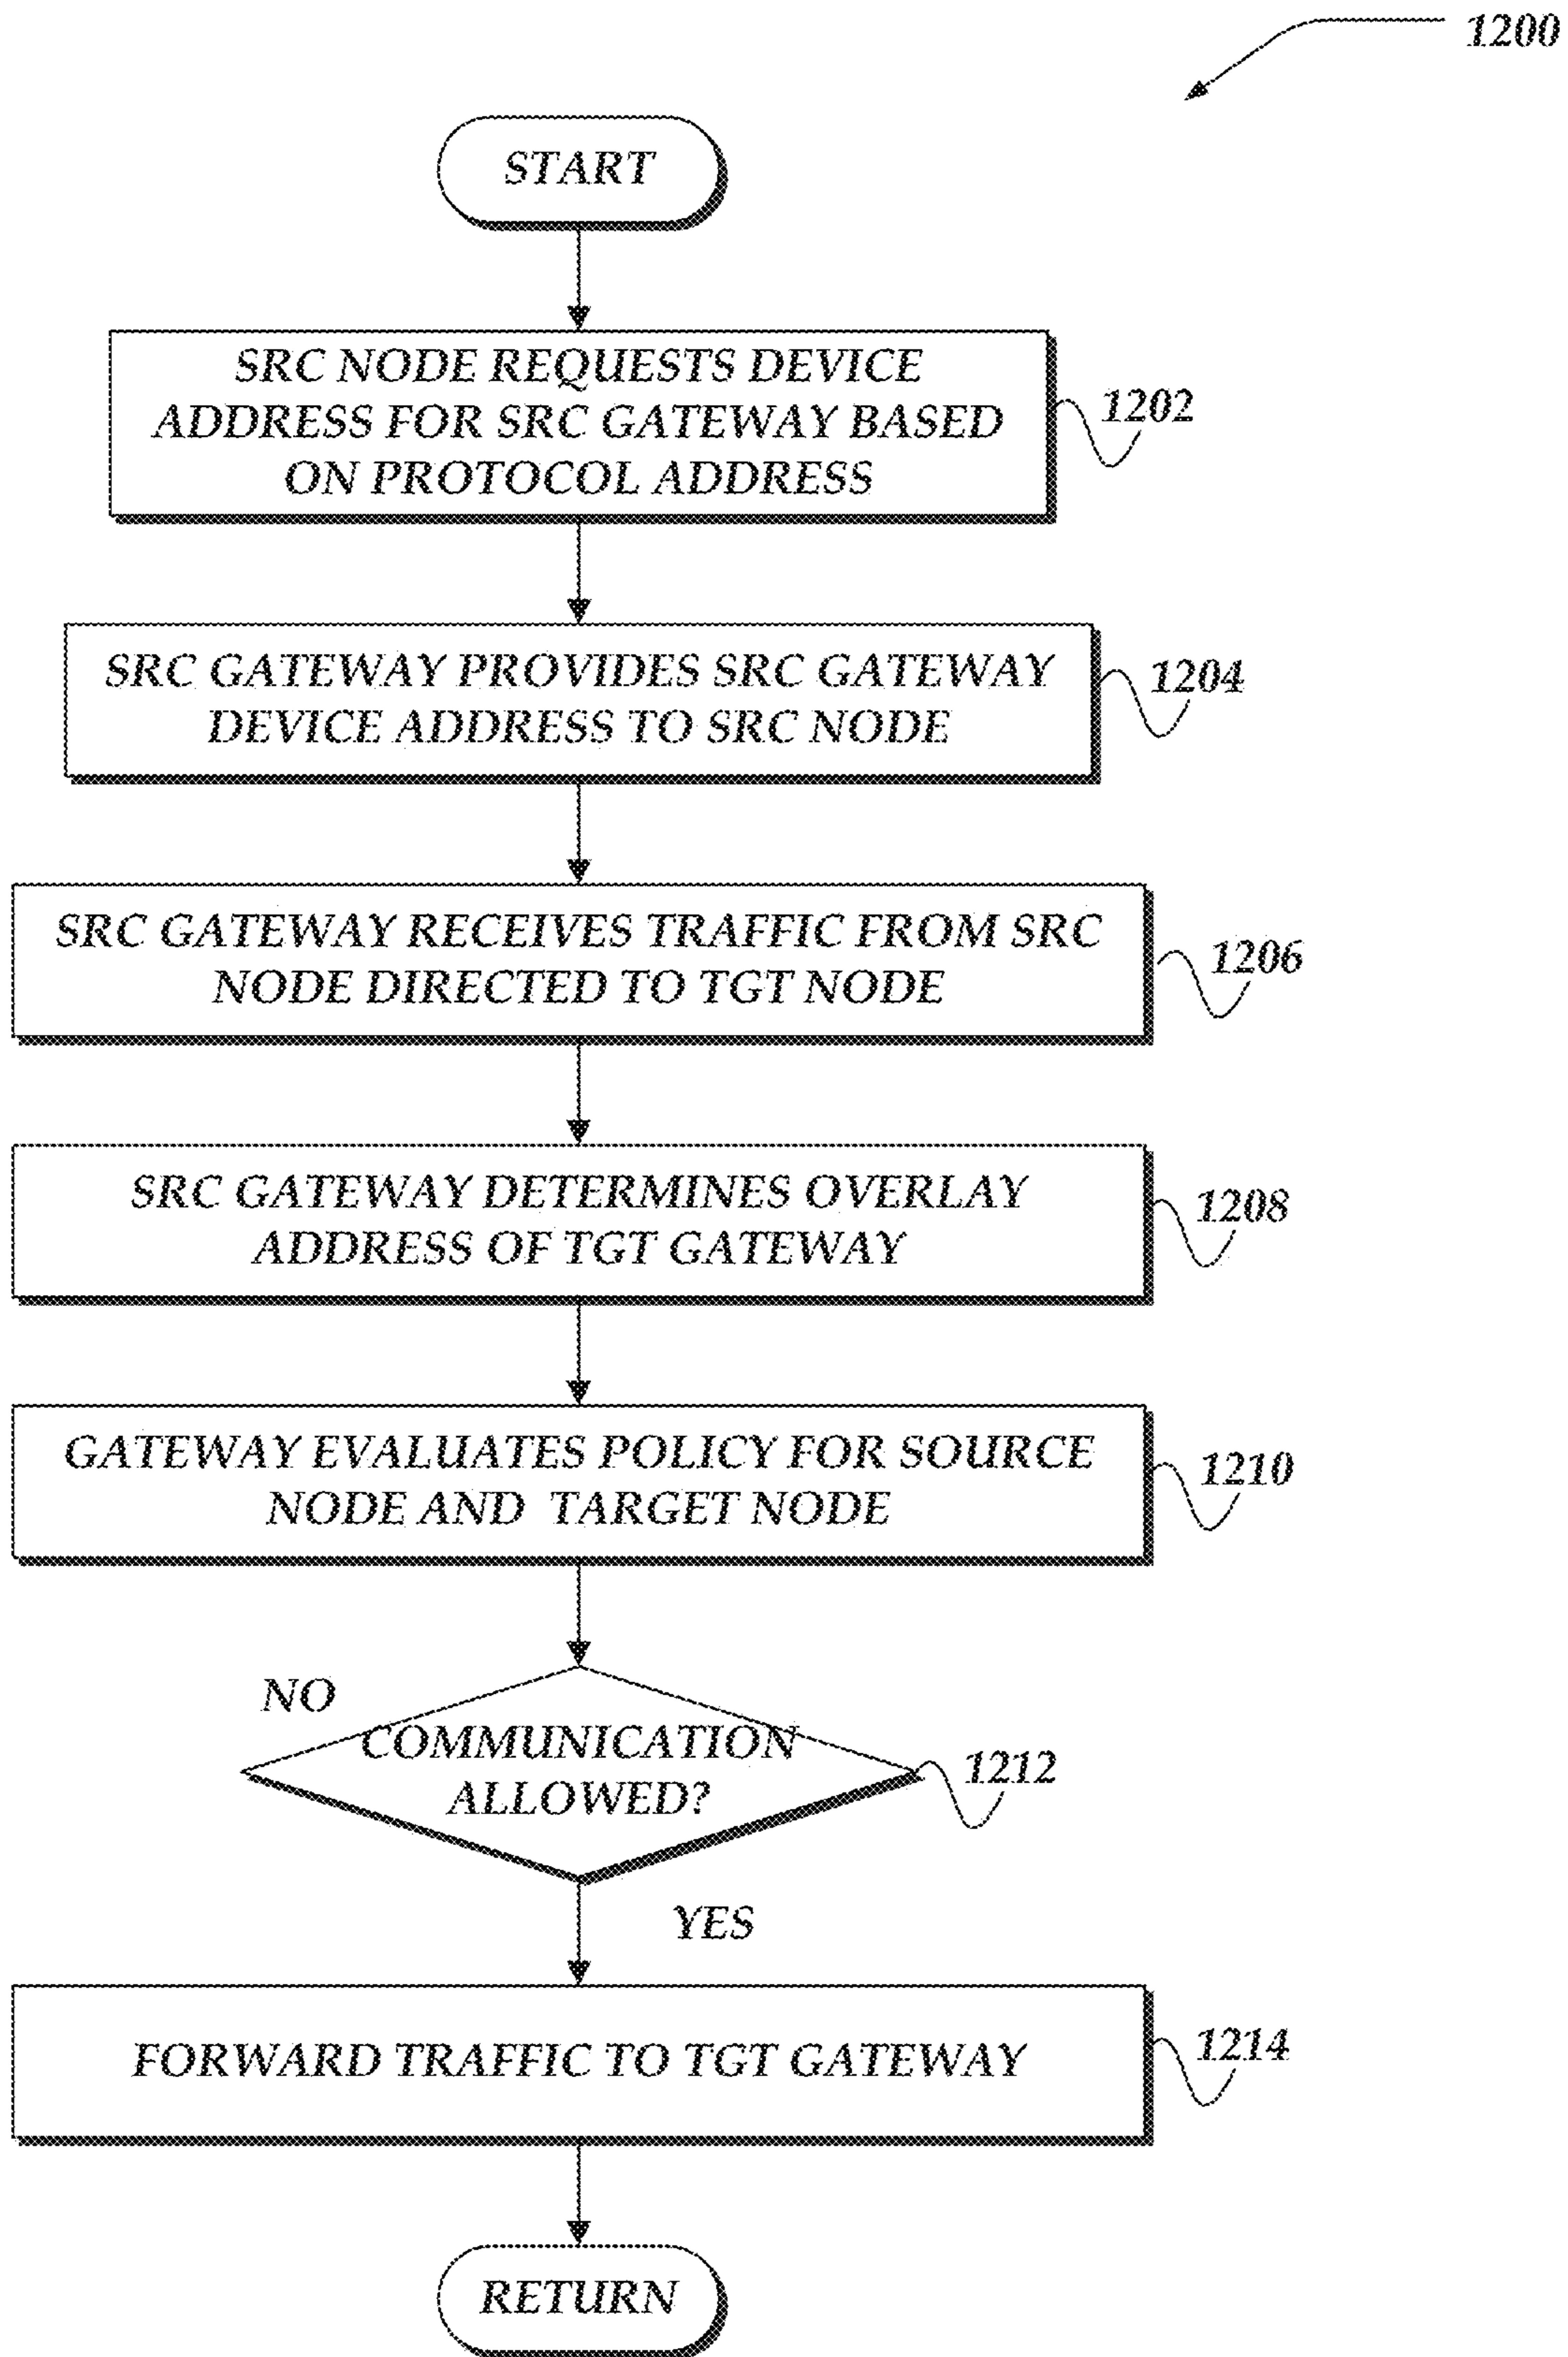 1200
START
SRC NODE REQUESTS DEVICE
ADDRESS FOR SRC GATEWAY BASED
ON PROTOCOL ADDRESS
1202
SRC GATEWAY PROVIDES SRC GATEWAY
DEVICE ADDRESS TO SRC NODE
1204
SRC GATEWAY RECEIVES TRAFFIC FROM SRC
NODE DIRECTED TO TGT NODE
1206
SRC GATEWAY DETERMINES OVERLAY
ADDRESS OF TGT GATEWAY
1208
GATEWAY EVALUATES POLICY FOR SOURCE
NODE AND TARGET NODE
1210
NO
COMMUNICATION
ALLOWED?
1212
YES
FORWARD TRAFFIC TO TGT GATEWAY
1214
RETURN